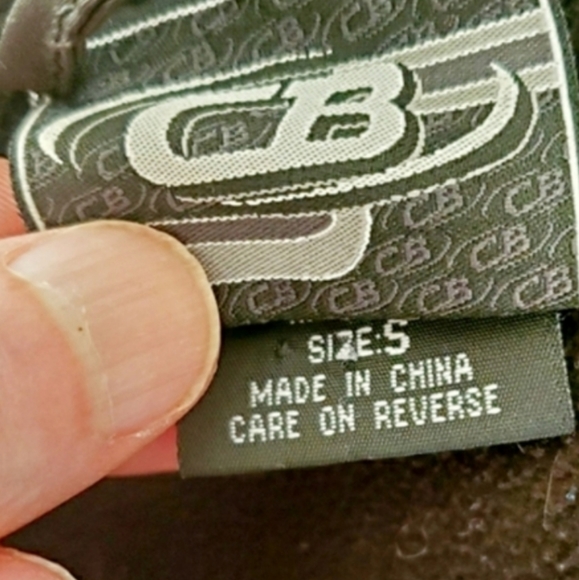 CB
SIZE:S
MADE IN CHINA
CARE ON REVERSE